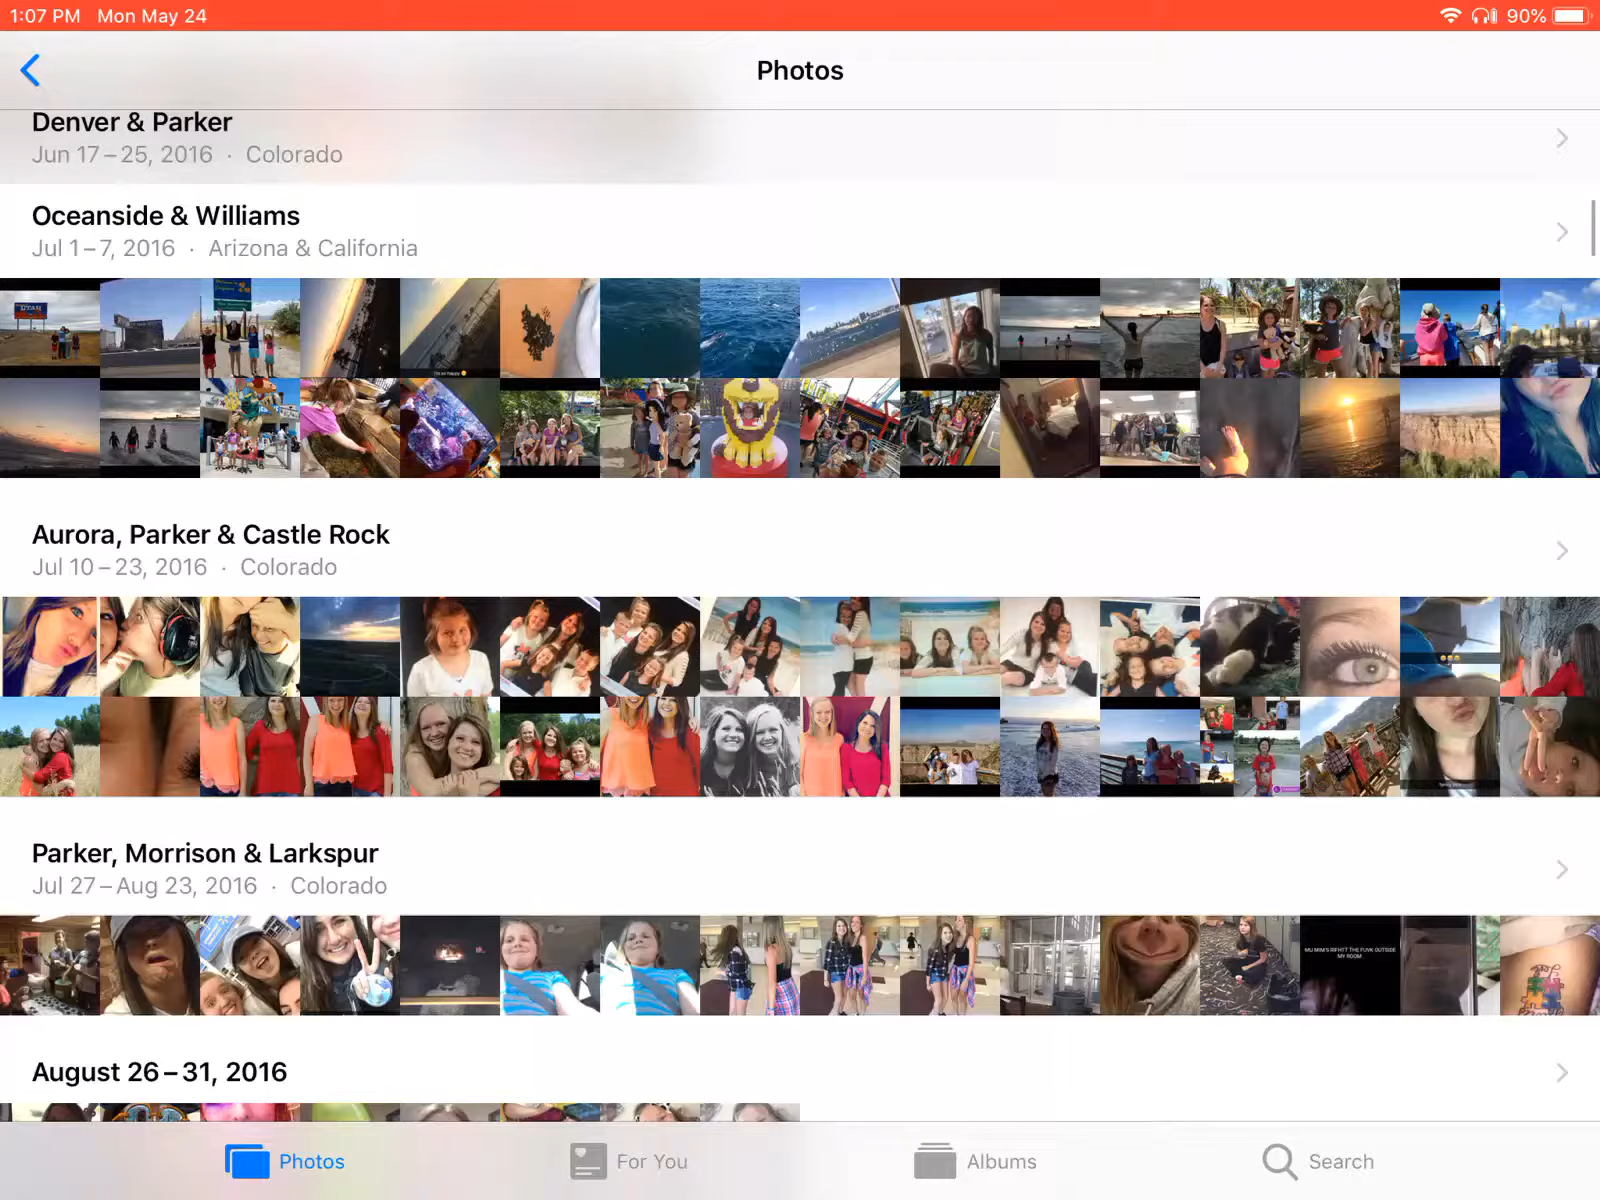 1:07 PM Mon May 24
90%
Photos
Denver & Parker
Jun 17–25, 2016 · Colorado
Oceanside & Williams
Jul 1–7, 2016 · Arizona & California
UTAH
Aurora, Parker & Castle Rock
Jul 10–23, 2016 · Colorado
Parker, Morrison & Larkspur
Jul 27–Aug 23, 2016 · Colorado
August 26–31, 2016
Photos
For You
Albums
Search